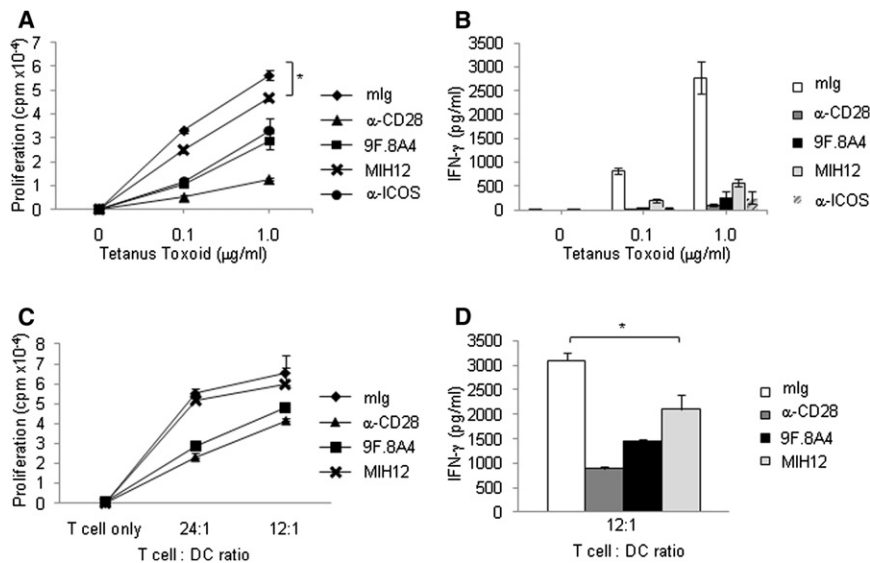 A
Proliferation (cpm x10-4)
7
6
5
4
3
2
1
0
*
0 0.1 1.0
Tetanus Toxoid (µg/ml)
mIg
α-CD28
9F.8A4
MIH12
α-ICOS
B
IFN-γ (pg/ml)
3500
3000
2500
2000
1500
1000
500
0
0 0.1 1.0
Tetanus Toxoid (µg/ml)
mIg
α-CD28
9F.8A4
MIH12
α-ICOS
C
Proliferation (cpm x10-4)
8
7
6
5
4
3
2
1
0
T cell only 24:1 12:1
T cell : DC ratio
mIg
α-CD28
9F.8A4
MIH12
D
IFN-γ (pg/ml)
3500
3000
2500
2000
1500
1000
500
0
*
12:1
T cell : DC ratio
mIg
α-CD28
9F.8A4
MIH12